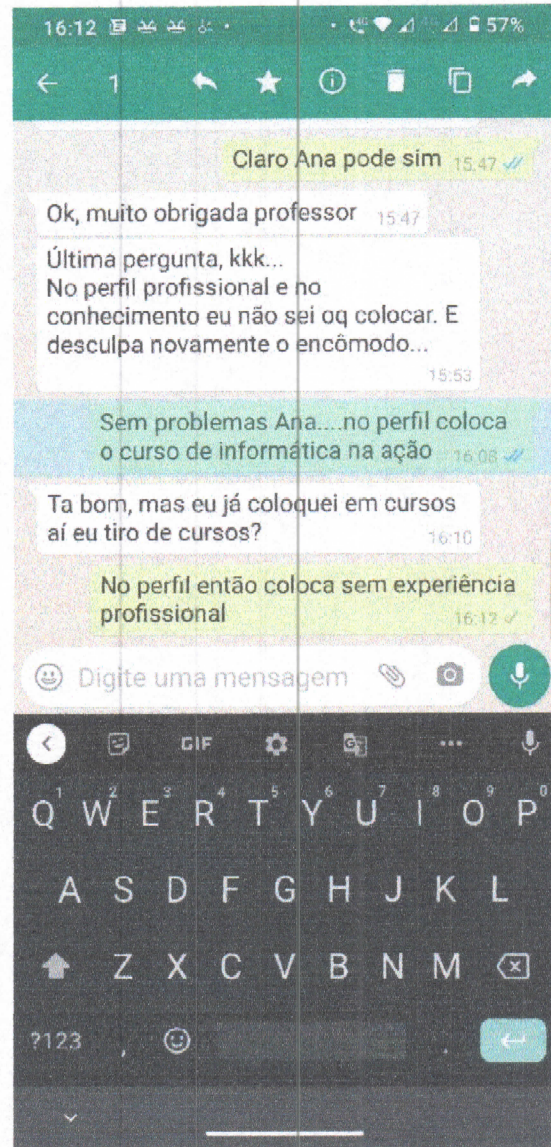 16:12 57%
1
Claro Ana pode sim 15:47
Ok, muito obrigada professor 15:47
Última pergunta, kkk...
No perfil profissional e no
conhecimento eu não sei oq colocar. E
desculpa novamente o encômodo...
15:53
Sem problemas Ana....no perfil coloca
o curso de informática na ação 16:08
Ta bom, mas eu já coloquei em cursos
aí eu tiro de cursos? 16:10
No perfil então coloca sem experiência
profissional 16:12
Digite uma mensagem
GIF
1 2 3 4 5 6 7 8 9 0
Q W E R T Y U I O P
A S D F G H J K L
Z X C V B N M
?123 , .